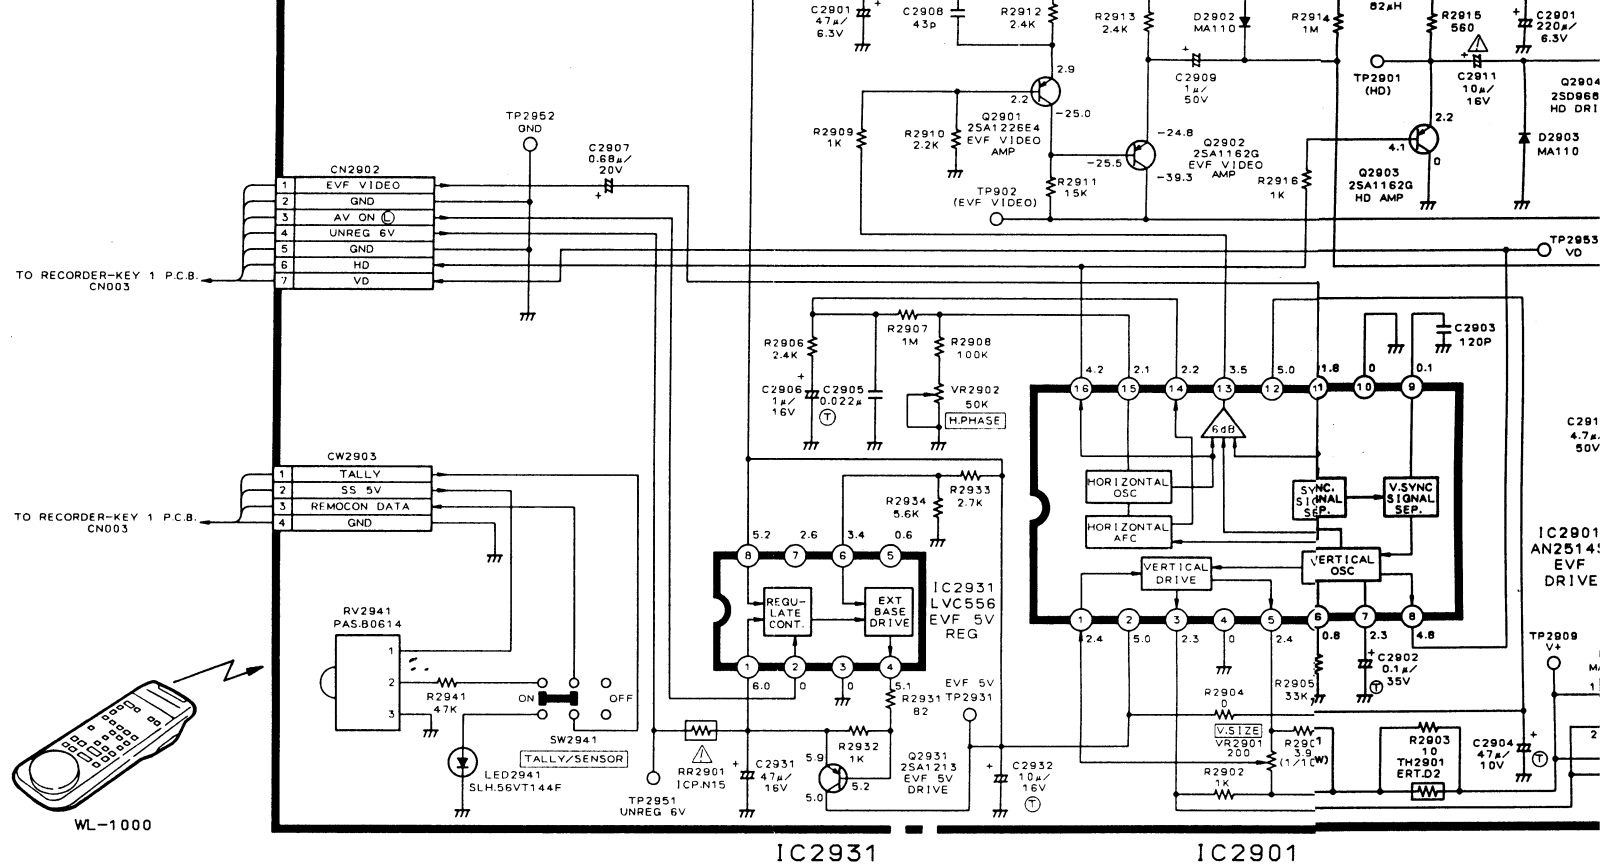 C2901
47µ/
6.3V
C2908
43p
R2912
2.4K
R2913
2.4K
D2902
MA110
R2914
1M
82µH
R2915
560
C2901
220µ/
6.3V
2.9
2.2
-25.0
C2909
1µ/
50V
TP2901
(HD)
C2911
10µ/
16V
Q2904
2SD968
HD DRI
TP2952
GND
R2909
1K
R2910
2.2K
Q2901
2SA1226E4
EVF VIDEO
AMP
-24.8
-25.5
-39.3
Q2902
2SA1162G
EVF VIDEO
AMP
2.2
4.1
0
D2903
MA110
C2907
0.68µ/
20V
R2911
15K
R2916
1K
Q2903
2SA1162G
HD AMP
TP902
(EVF VIDEO)
CN2902
1 EVF VIDEO
2 GND
3 AV ON L
4 UNREG 6V
5 GND
6 HD
7 VD
TO RECORDER-KEY 1 P.C.B.
CN003
TP2953
VD
R2906
2.4K
R2907
1M
R2908
100K
C2903
120P
C2906
1µ/
16V
T
C2905
0.022µ
VR2902
50K
H.PHASE
4.2 2.1 2.2 3.5 5.0 1.8 0 0.1
16 15 14 13 12 11 10 9
6dB
C291
4.7µ
50V
CW2903
1 TALLY
2 SS 5V
3 REMOCON DATA
4 GND
TO RECORDER-KEY 1 P.C.B.
CN003
R2934
5.6K
R2933
2.7K
HORIZONTAL
OSC
HORIZONTAL
AFC
SYNC.
SIGNAL
SEP.
V.SYNC
SIGNAL
SEP.
VERTICAL
DRIVE
VERTICAL
OSC
IC2901
AN2514S
EVF
DRIVE
5.2 2.6 3.4 0.6
8 7 6 5
REGU-
LATE
CONT.
EXT
BASE
DRIVE
IC2931
LVC556
EVF 5V
REG
1 2 3 4
6.0 0 0 5.1
1 2 3 4 5 6 7 8
2.4 5.0 2.3 0 2.4 0.8 2.3 4.8
RV2941
PAS.B0614
1
2
3
R2941
47K
ON
OFF
SW2941
TALLY/SENSOR
LED2941
SLH.56VT144F
WL-1000
EVF 5V
TP2931
R2931
82
R2932
1K
RR2901
ICP.N15
TP2951
UNREG 6V
C2931
47µ/
16V
5.9
5.2
5.0
Q2931
2SA1213
EVF 5V
DRIVE
C2932
10µ/
16V
T
R2904
0
V.SIZE
VR2901
200
R2902
1K
R2905
33K
C2902
0.1µ/
35V
T
R2901
3.9
(1/10W)
R2903
10
TH2901
ERT.D2
C2904
47µ/
10V
T
TP2909
V+
1
2
IC2931
IC2901